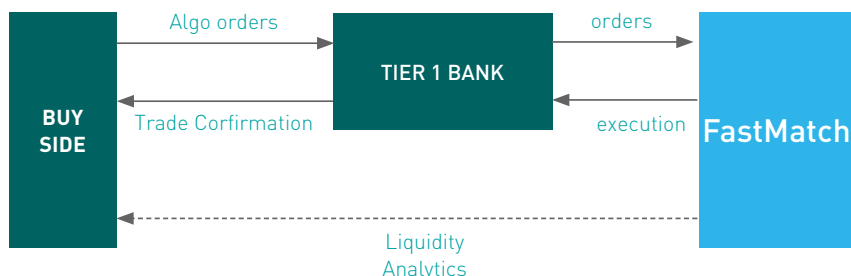 Algo orders
orders
TIER 1 BANK
BUY
SIDE
Trade Corfirmation
execution
FastMatch
Liquidity
Analytics